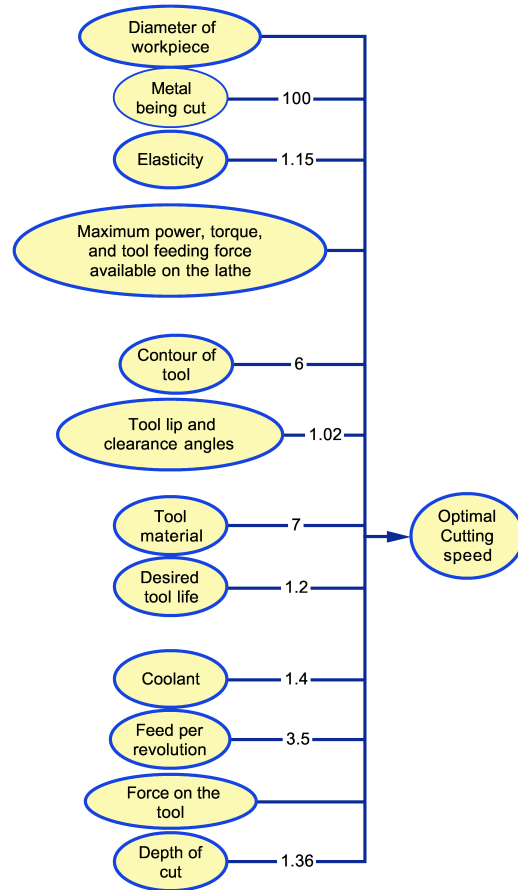 Diameter of
workpiece
Metal
being cut
100
Elasticity
1.15
Maximum power, torque,
and tool feeding force
available on the lathe
Contour of
tool
6
Tool lip and
clearance angles
1.02
Tool
material
7
Optimal
Cutting
speed
Desired
tool life
1.2
Coolant
1.4
Feed per
revolution
3.5
Force on the
tool
Depth of
cut
1.36